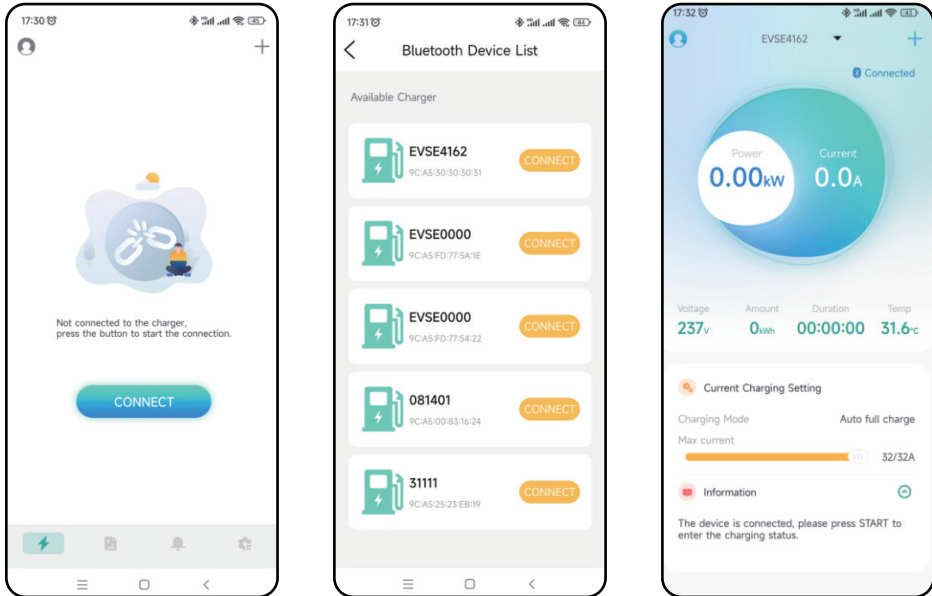 17:30
45
Not connected to the charger,
press the button to start the connection.
CONNECT
17:31
44
Bluetooth Device List
Available Charger
EVSE4162
9C:A5:30:30:30:31
CONNECT
EVSE0000
9C:A5:FD:77:5A:1E
CONNECT
EVSE0000
9C:A5:FD:77:54:22
CONNECT
081401
9C:A5:00:83:16:24
CONNECT
31111
9C:A5:25:23:EB:19
CONNECT
17:32
43
EVSE4162
Connected
Power
Current
0.00kW
0.0A
Voltage Amount Duration Temp
237V 0kWh 00:00:00 31.6°C
Current Charging Setting
Charging Mode Auto full charge
Max current
32/32A
Information
The device is connected, please press START to
enter the charging status.